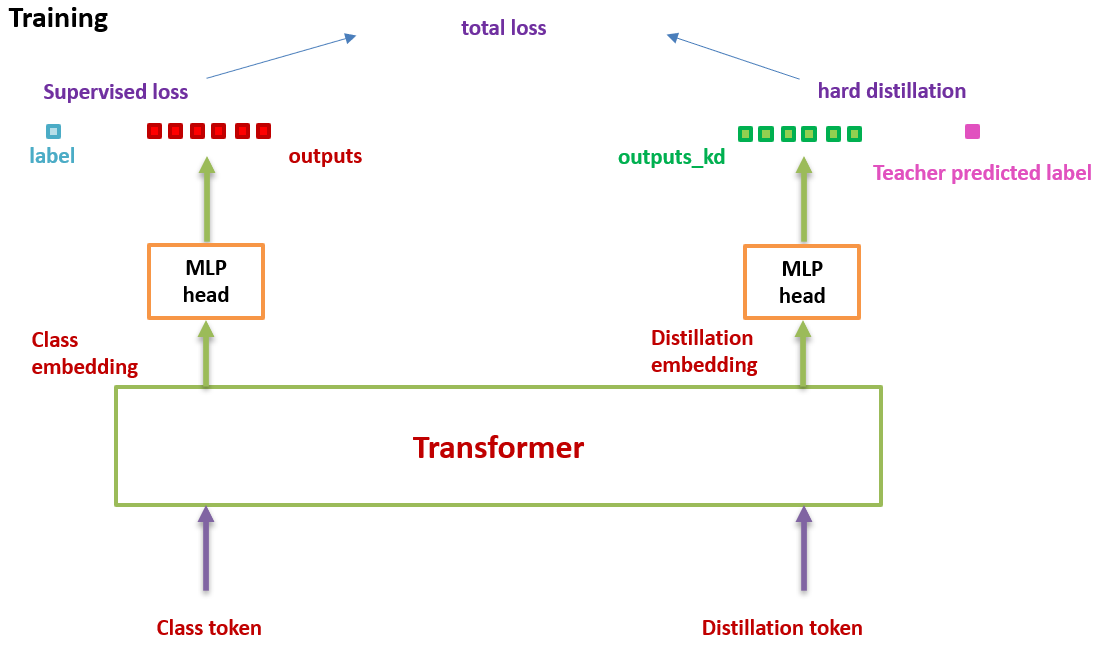 Training
total loss
Supervised loss
hard distillation
label
outputs
outputs_kd
Teacher predicted label
MLP
head
MLP
head
Class
embedding
Distillation
embedding
Transformer
Class token
Distillation token